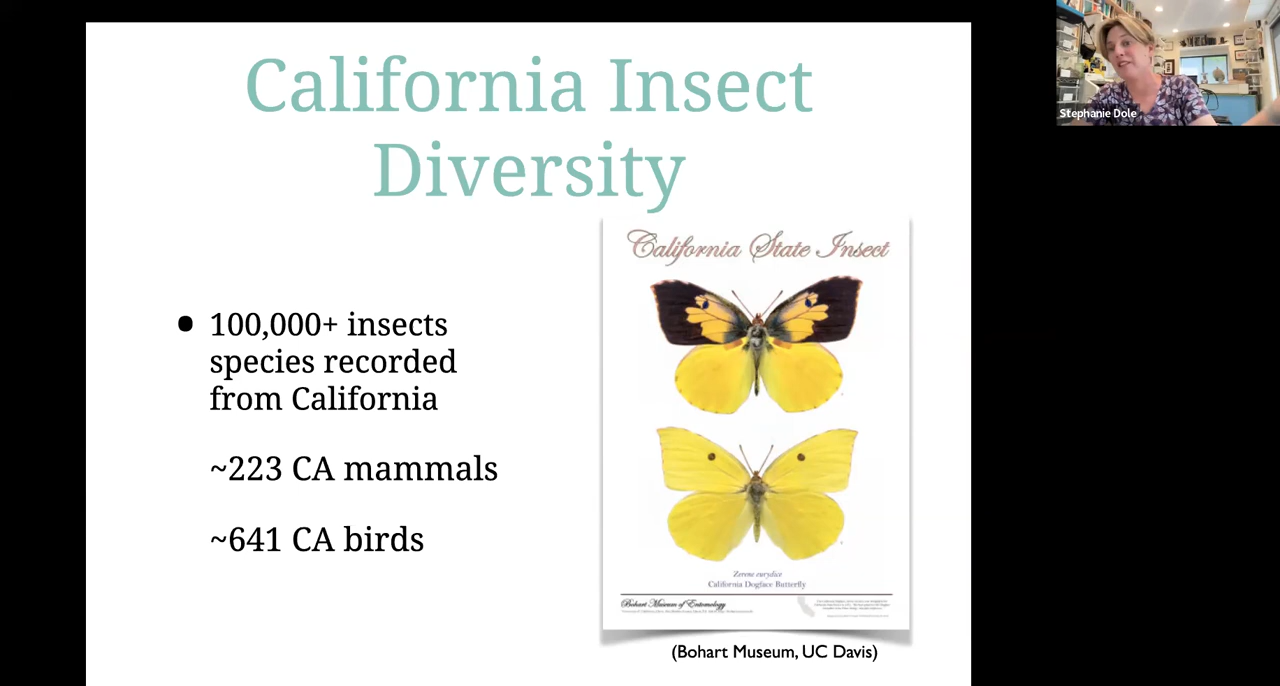 California Insect
Diversity
Stephanie Dole
California State Insect
• 100,000+ insects
species recorded
from California
~223 CA mammals
~641 CA birds
Zerene eurydice
California Dogface Butterfly
Bohart Museum of Entomology
(Bohart Museum, UC Davis)